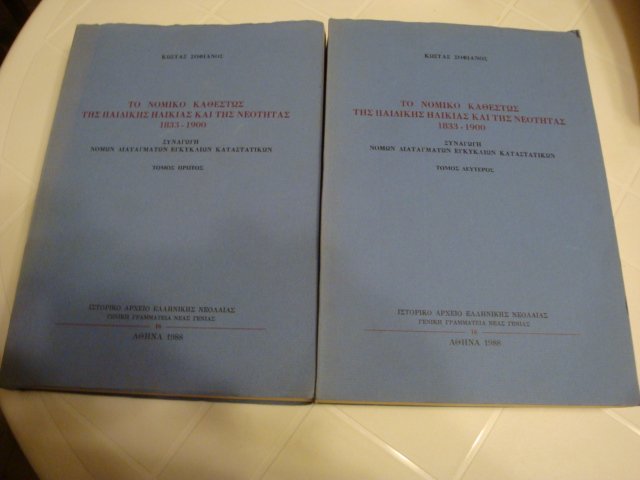 ΚΩΣΤΑΣ ΣΟΦΙΑΝΟΣ
ΤΟ ΝΟΜΙΚΟ ΚΑΘΕΣΤΩΣ
ΤΗΣ ΠΑΙΔΙΚΗΣ ΗΛΙΚΙΑΣ ΚΑΙ ΤΗΣ ΝΕΟΤΗΤΑΣ
1833-1900
ΣΥΝΑΓΩΓΗ
ΝΟΜΩΝ ΔΙΑΤΑΓΜΑΤΩΝ ΕΓΚΥΚΛΙΩΝ ΚΑΤΑΣΤΑΤΙΚΩΝ
ΤΟΜΟΣ ΠΡΩΤΟΣ
ΙΣΤΟΡΙΚΟ ΑΡΧΕΙΟ ΕΛΛΗΝΙΚΗΣ ΝΕΟΛΑΙΑΣ
ΓΕΝΙΚΗ ΓΡΑΜΜΑΤΕΙΑ ΝΕΑΣ ΓΕΝΙΑΣ
16
ΑΘΗΝΑ 1988
ΚΩΣΤΑΣ ΣΟΦΙΑΝΟΣ
ΤΟ ΝΟΜΙΚΟ ΚΑΘΕΣΤΩΣ
ΤΗΣ ΠΑΙΔΙΚΗΣ ΗΛΙΚΙΑΣ ΚΑΙ ΤΗΣ ΝΕΟΤΗΤΑΣ
1833-1900
ΣΥΝΑΓΩΓΗ
ΝΟΜΩΝ ΔΙΑΤΑΓΜΑΤΩΝ ΕΓΚΥΚΛΙΩΝ ΚΑΤΑΣΤΑΤΙΚΩΝ
ΤΟΜΟΣ ΔΕΥΤΕΡΟΣ
ΙΣΤΟΡΙΚΟ ΑΡΧΕΙΟ ΕΛΛΗΝΙΚΗΣ ΝΕΟΛΑΙΑΣ
ΓΕΝΙΚΗ ΓΡΑΜΜΑΤΕΙΑ ΝΕΑΣ ΓΕΝΙΑΣ
16
ΑΘΗΝΑ 1988